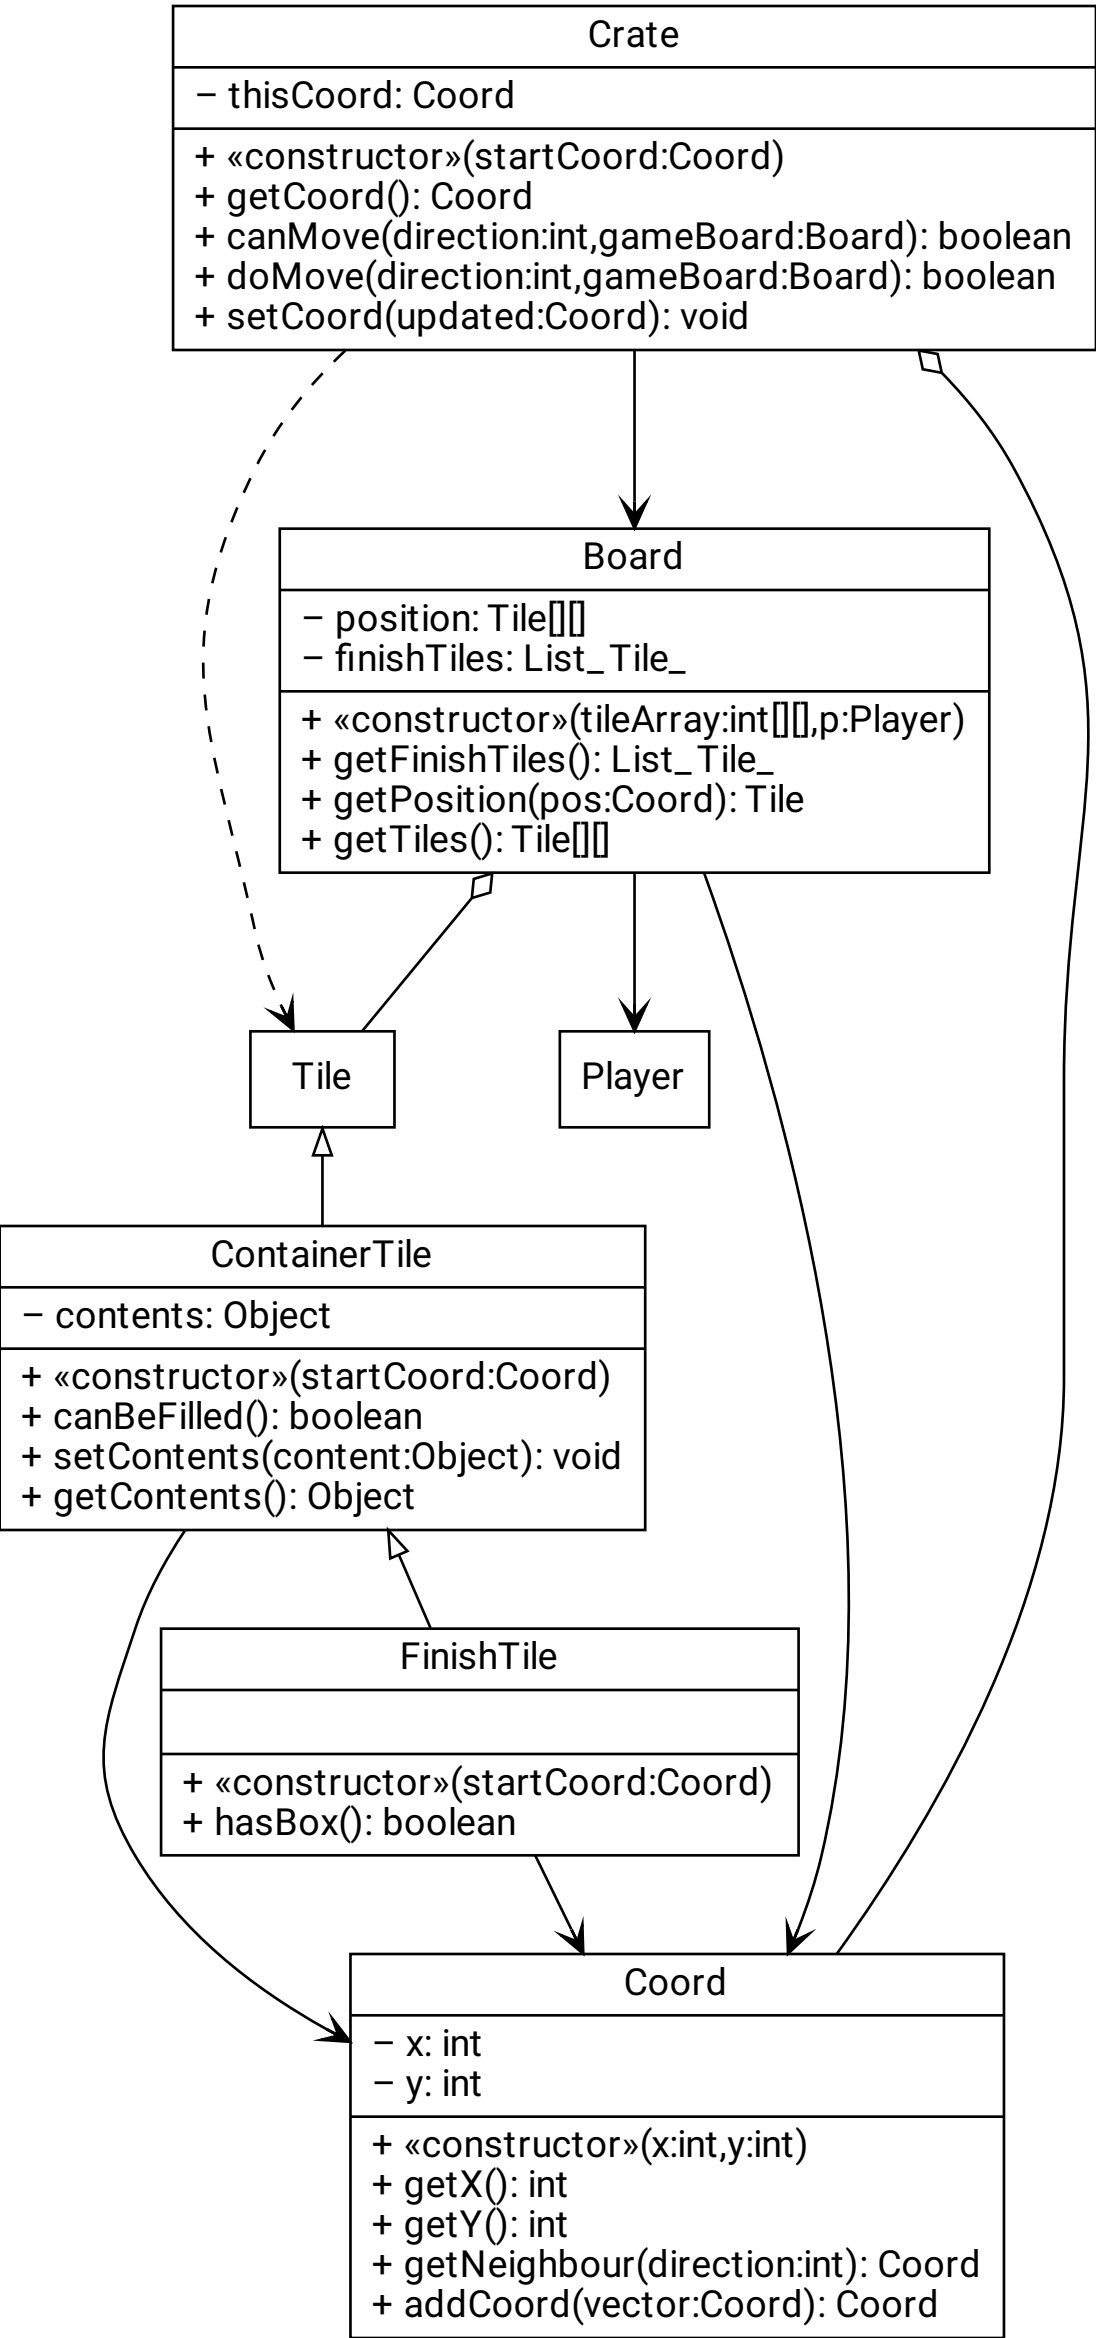 Crate
– thisCoord: Coord
+ «constructor»(startCoord:Coord)
+ getCoord(): Coord
+ canMove(direction:int,gameBoard:Board): boolean
+ doMove(direction:int,gameBoard:Board): boolean
+ setCoord(updated:Coord): void
Board
– position: Tile[][]
– finishTiles: List_Tile_
+ «constructor»(tileArray:int[][],p:Player)
+ getFinishTiles(): List_Tile_
+ getPosition(pos:Coord): Tile
+ getTiles(): Tile[][]
Tile
Player
ContainerTile
– contents: Object
+ «constructor»(startCoord:Coord)
+ canBeFilled(): boolean
+ setContents(content:Object): void
+ getContents(): Object
FinishTile
+ «constructor»(startCoord:Coord)
+ hasBox(): boolean
Coord
– x: int
– y: int
+ «constructor»(x:int,y:int)
+ getX(): int
+ getY(): int
+ getNeighbour(direction:int): Coord
+ addCoord(vector:Coord): Coord